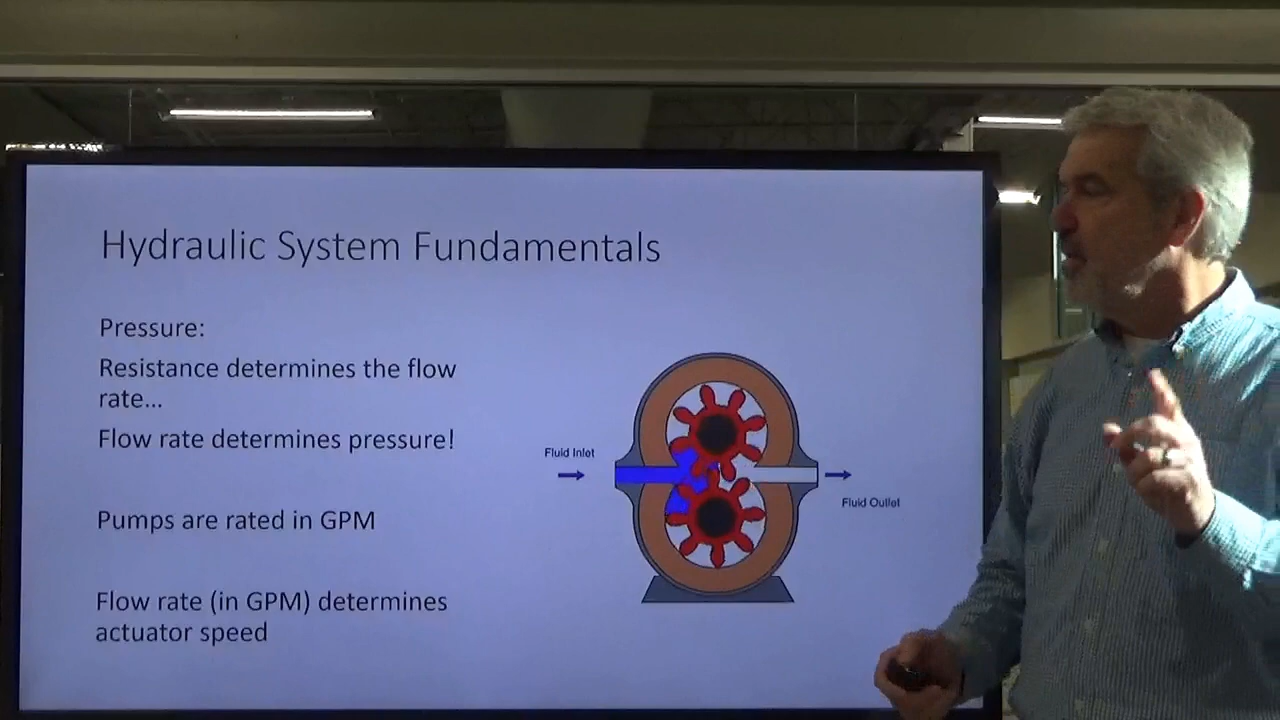 Hydraulic System Fundamentals
Pressure:
Resistance determines the flow
rate...
Flow rate determines pressure!
Pumps are rated in GPM
Flow rate (in GPM) determines
actuator speed
Fluid Inlet
Fluid Outlet